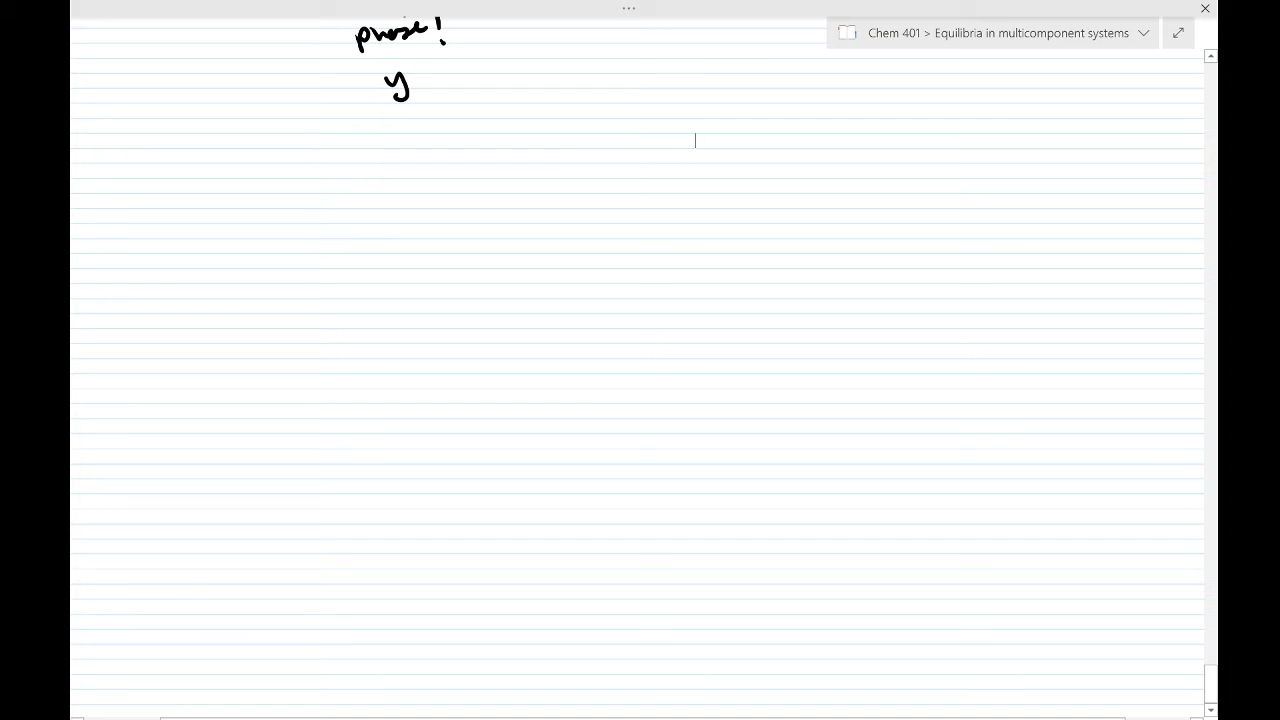 ...
Chem 401 > Equilibria in multicomponent systems
phase!
y